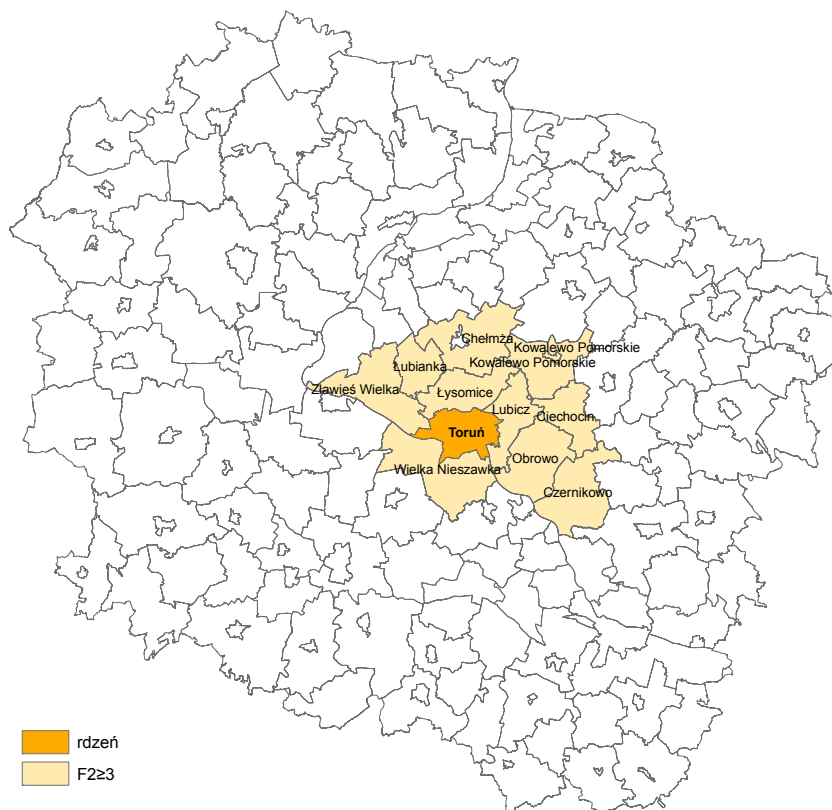 Chełmża
Kowalewo Pomorskie
Kowalewo Pomorskie
Łubianka
Zławieś Wielka
Łysomice
Lubicz
Ciechocin
Toruń
Obrowo
Wielka Nieszawka
Czernikowo
rdzeń
F2≥3